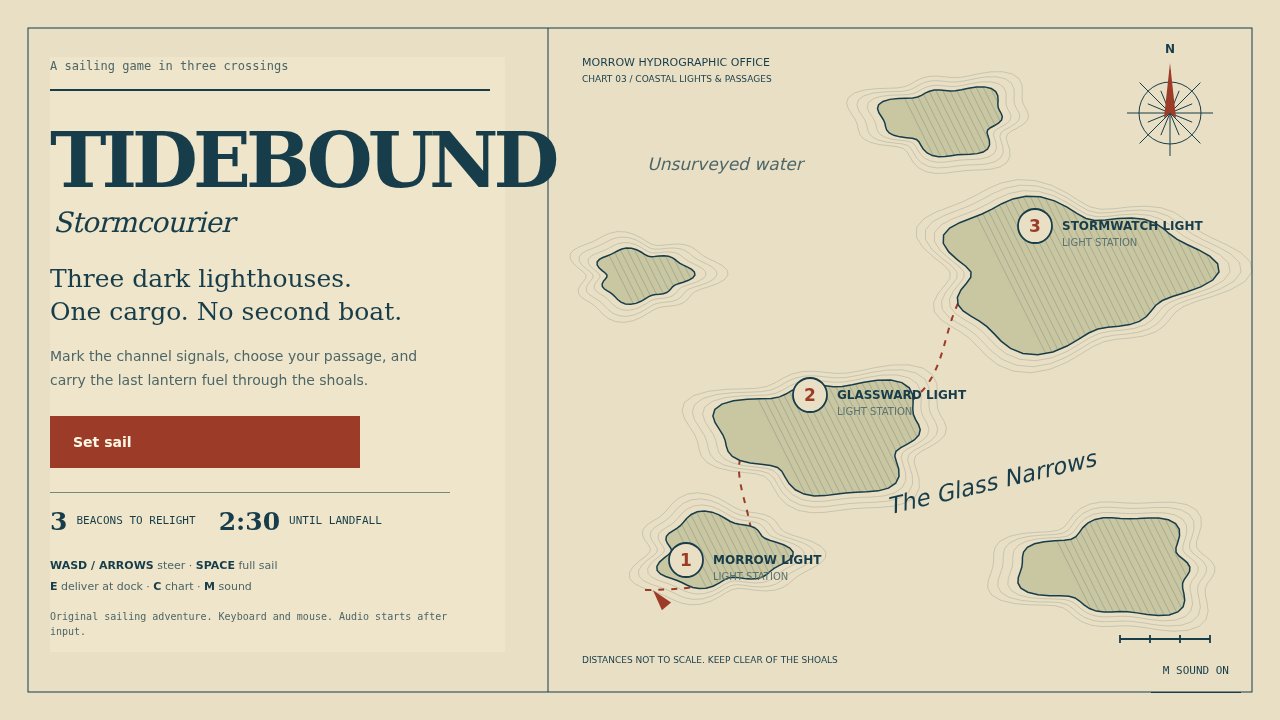 A sailing game in three crossings
TIDEBOUND
Stormcourier
Three dark lighthouses.
One cargo. No second boat.
Mark the channel signals, choose your passage, and
carry the last lantern fuel through the shoals.
Set sail
3 BEACONS TO RELIGHT 2:30 UNTIL LANDFALL
WASD / ARROWS steer · SPACE full sail
E deliver at dock · C chart · M sound
Original sailing adventure. Keyboard and mouse. Audio starts after
input.
MORROW HYDROGRAPHIC OFFICE
CHART 03 / COASTAL LIGHTS & PASSAGES
N
Unsurveyed water
3 STORMWATCH LIGHT
LIGHT STATION
2 GLASSWARD LIGHT
LIGHT STATION
The Glass Narrows
1 MORROW LIGHT
LIGHT STATION
DISTANCES NOT TO SCALE. KEEP CLEAR OF THE SHOALS
M SOUND ON